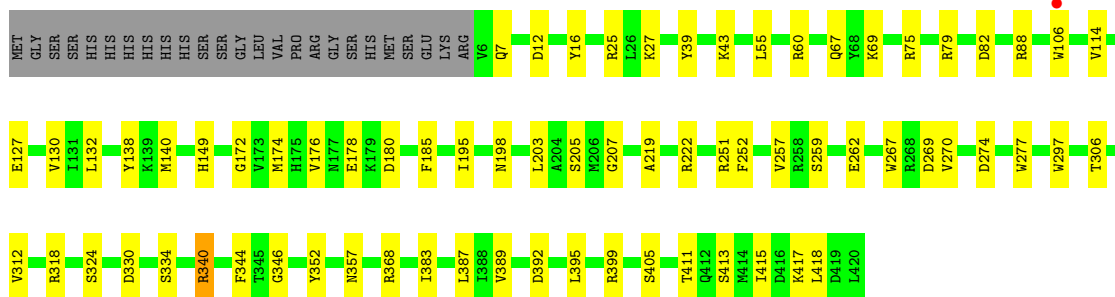 MET GLY SER SER HIS HIS HIS HIS HIS HIS SER SER GLY LEU VAL PRO ARG GLY SER HIS MET SER GLU LYS ARG V6 Q7 D12 Y16 R25 L26 K27 Y39 K43 L55 R60 Q67 Y68 K69 R75 R79 D82 R88 W106 V114
E127 V130 I131 L132 Y138 K139 M140 H149 G172 V173 M174 H175 V176 N177 E178 K179 D180 F185 I195 N198 L203 A204 S205 M206 G207 A219 R222 R251 F252 V257 R258 S259 E262 W267 R268 D269 V270 D274 W277 W297 T306
V312 R318 S324 D330 S334 R340 F344 T345 G346 Y352 N357 R368 I383 L387 I388 V389 D392 L395 R399 S405 T411 Q412 S413 M414 I415 D416 K417 L418 D419 L420